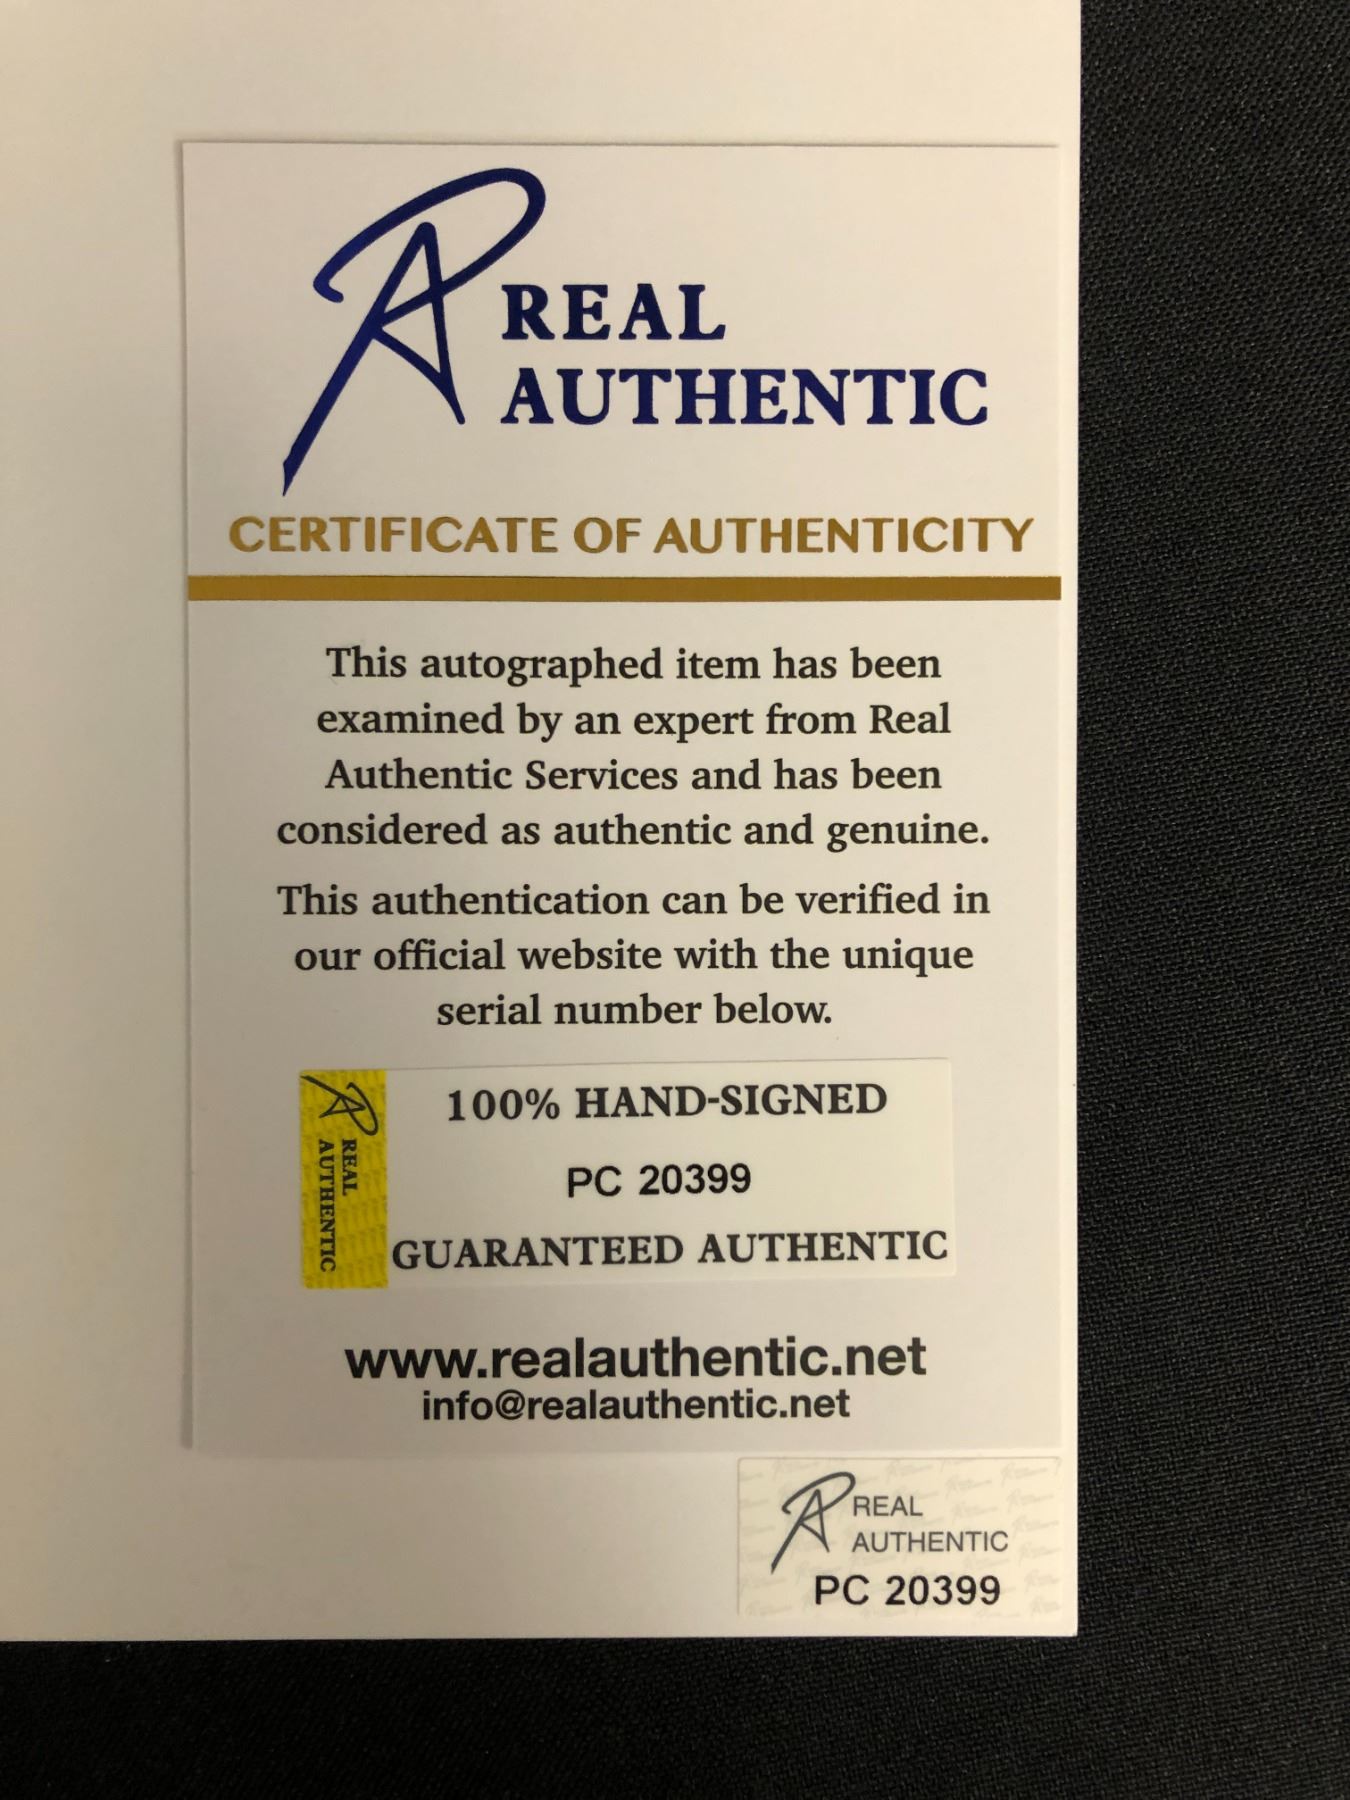 REAL
AUTHENTIC
CERTIFICATE OF AUTHENTICITY
This autographed item has been
examined by an expert from Real
Authentic Services and has been
considered as authentic and genuine.
This authentication can be verified in
our official website with the unique
serial number below.
REAL
AUTHENTIC
100% HAND-SIGNED
PC 20399
GUARANTEED AUTHENTIC
www.realauthentic.net
info@realauthentic.net
REAL
AUTHENTIC
PC 20399